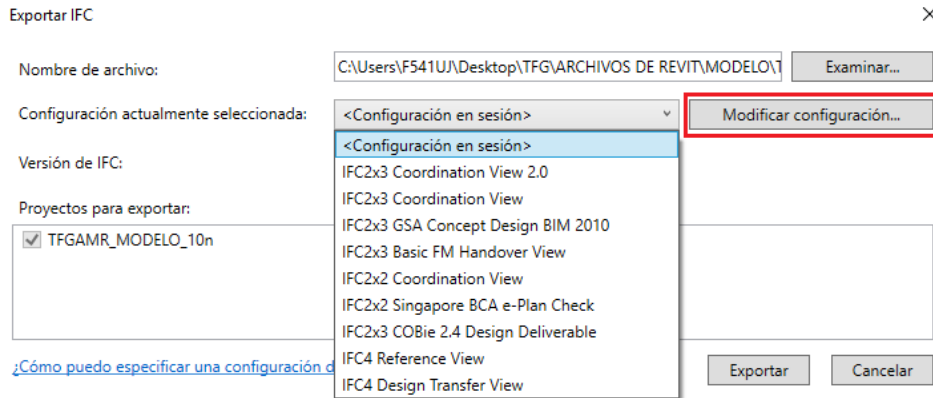 Exportar IFC
Nombre de archivo: C:\Users\F541UJ\Desktop\TFG\ARCHIVOS DE REVIT\MODELO\ Examinar...
Configuración actualmente seleccionada: <Configuración en sesión> Modificar configuración...
<Configuración en sesión>
Versión de IFC: IFC2x3 Coordination View 2.0
IFC2x3 Coordination View
Proyectos para exportar: IFC2x3 GSA Concept Design BIM 2010
TFGAMR_MODELO_10n IFC2x3 Basic FM Handover View
IFC2x2 Coordination View
IFC2x2 Singapore BCA e-Plan Check
IFC2x3 COBie 2.4 Design Deliverable
¿Cómo puedo especificar una configuración d IFC4 Reference View Exportar Cancelar
IFC4 Design Transfer View